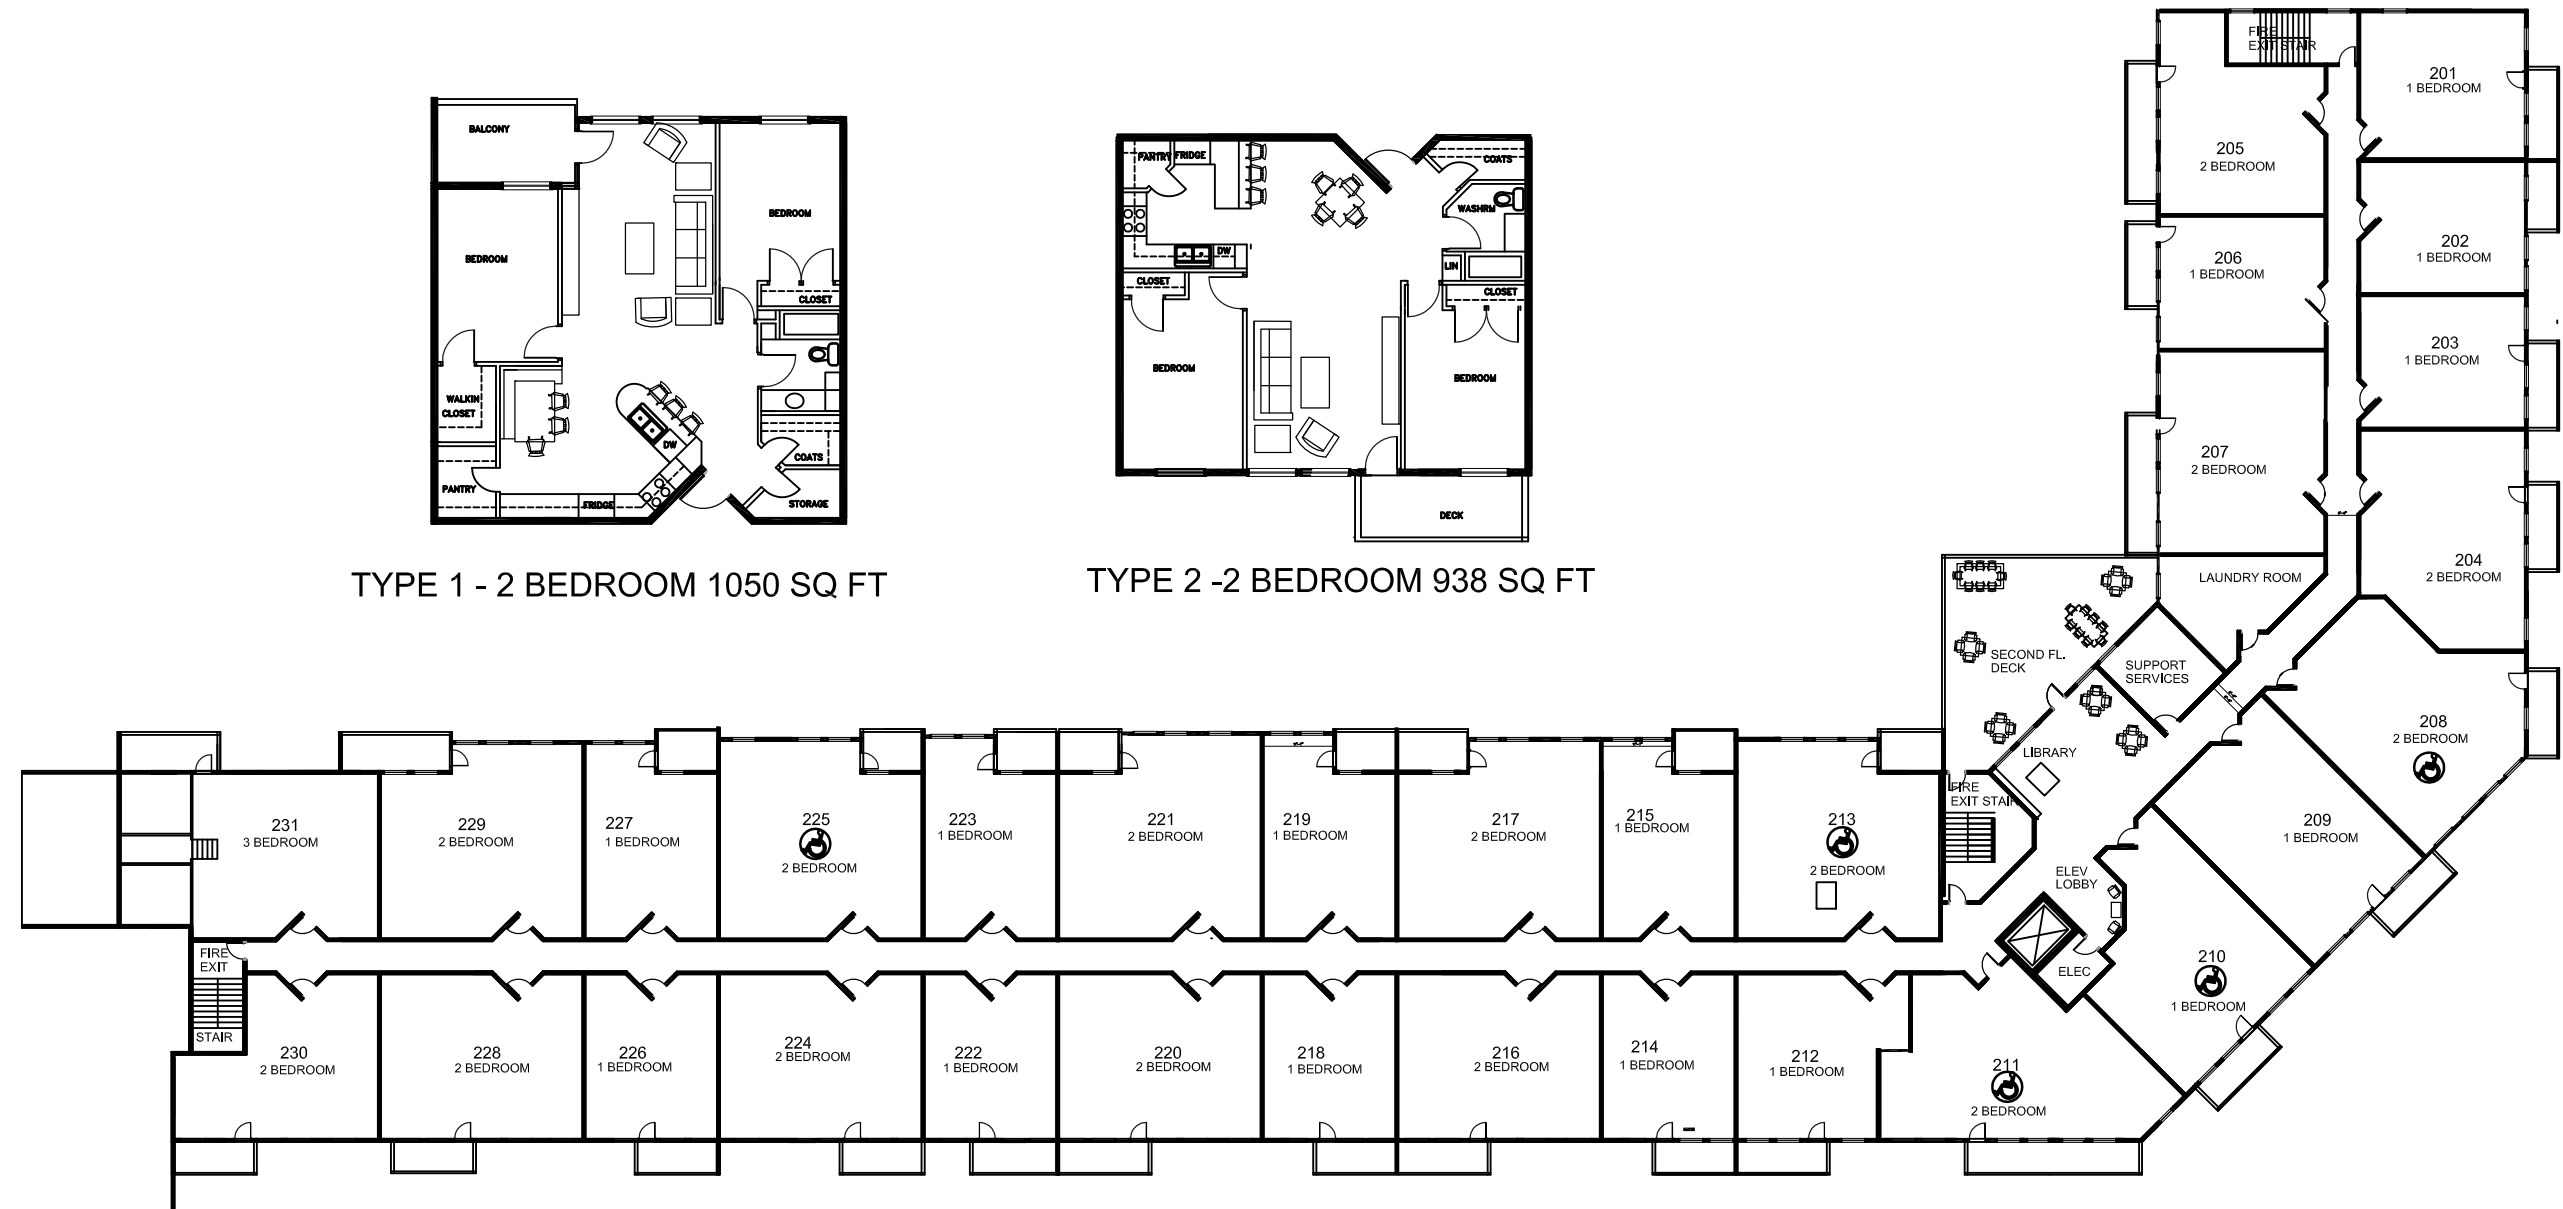 BALCONY
BEDROOM
BEDROOM
CLOSET
WALKIN
CLOSET
DW
COATS
PANTRY
FRIDGE
STORAGE
TYPE 1 - 2 BEDROOM 1050 SQ FT
PANTRY
FRIDGE
COATS
WASHRM
DW
LIN
CLOSET
CLOSET
BEDROOM
BEDROOM
DECK
TYPE 2 -2 BEDROOM 938 SQ FT
FIRE
EXIT STAIR
201
1 BEDROOM
205
2 BEDROOM
202
1 BEDROOM
206
1 BEDROOM
203
1 BEDROOM
207
2 BEDROOM
204
2 BEDROOM
LAUNDRY ROOM
SECOND FL.
DECK
SUPPORT
SERVICES
208
2 BEDROOM
LIBRARY
FIRE
EXIT STAIR
209
1 BEDROOM
ELEV
LOBBY
ELEC
210
1 BEDROOM
211
2 BEDROOM
231
3 BEDROOM
229
2 BEDROOM
227
1 BEDROOM
225
2 BEDROOM
223
1 BEDROOM
221
2 BEDROOM
219
1 BEDROOM
217
2 BEDROOM
215
1 BEDROOM
213
2 BEDROOM
FIRE
EXIT
STAIR
230
2 BEDROOM
228
2 BEDROOM
226
1 BEDROOM
224
2 BEDROOM
222
1 BEDROOM
220
2 BEDROOM
218
1 BEDROOM
216
2 BEDROOM
214
1 BEDROOM
212
1 BEDROOM